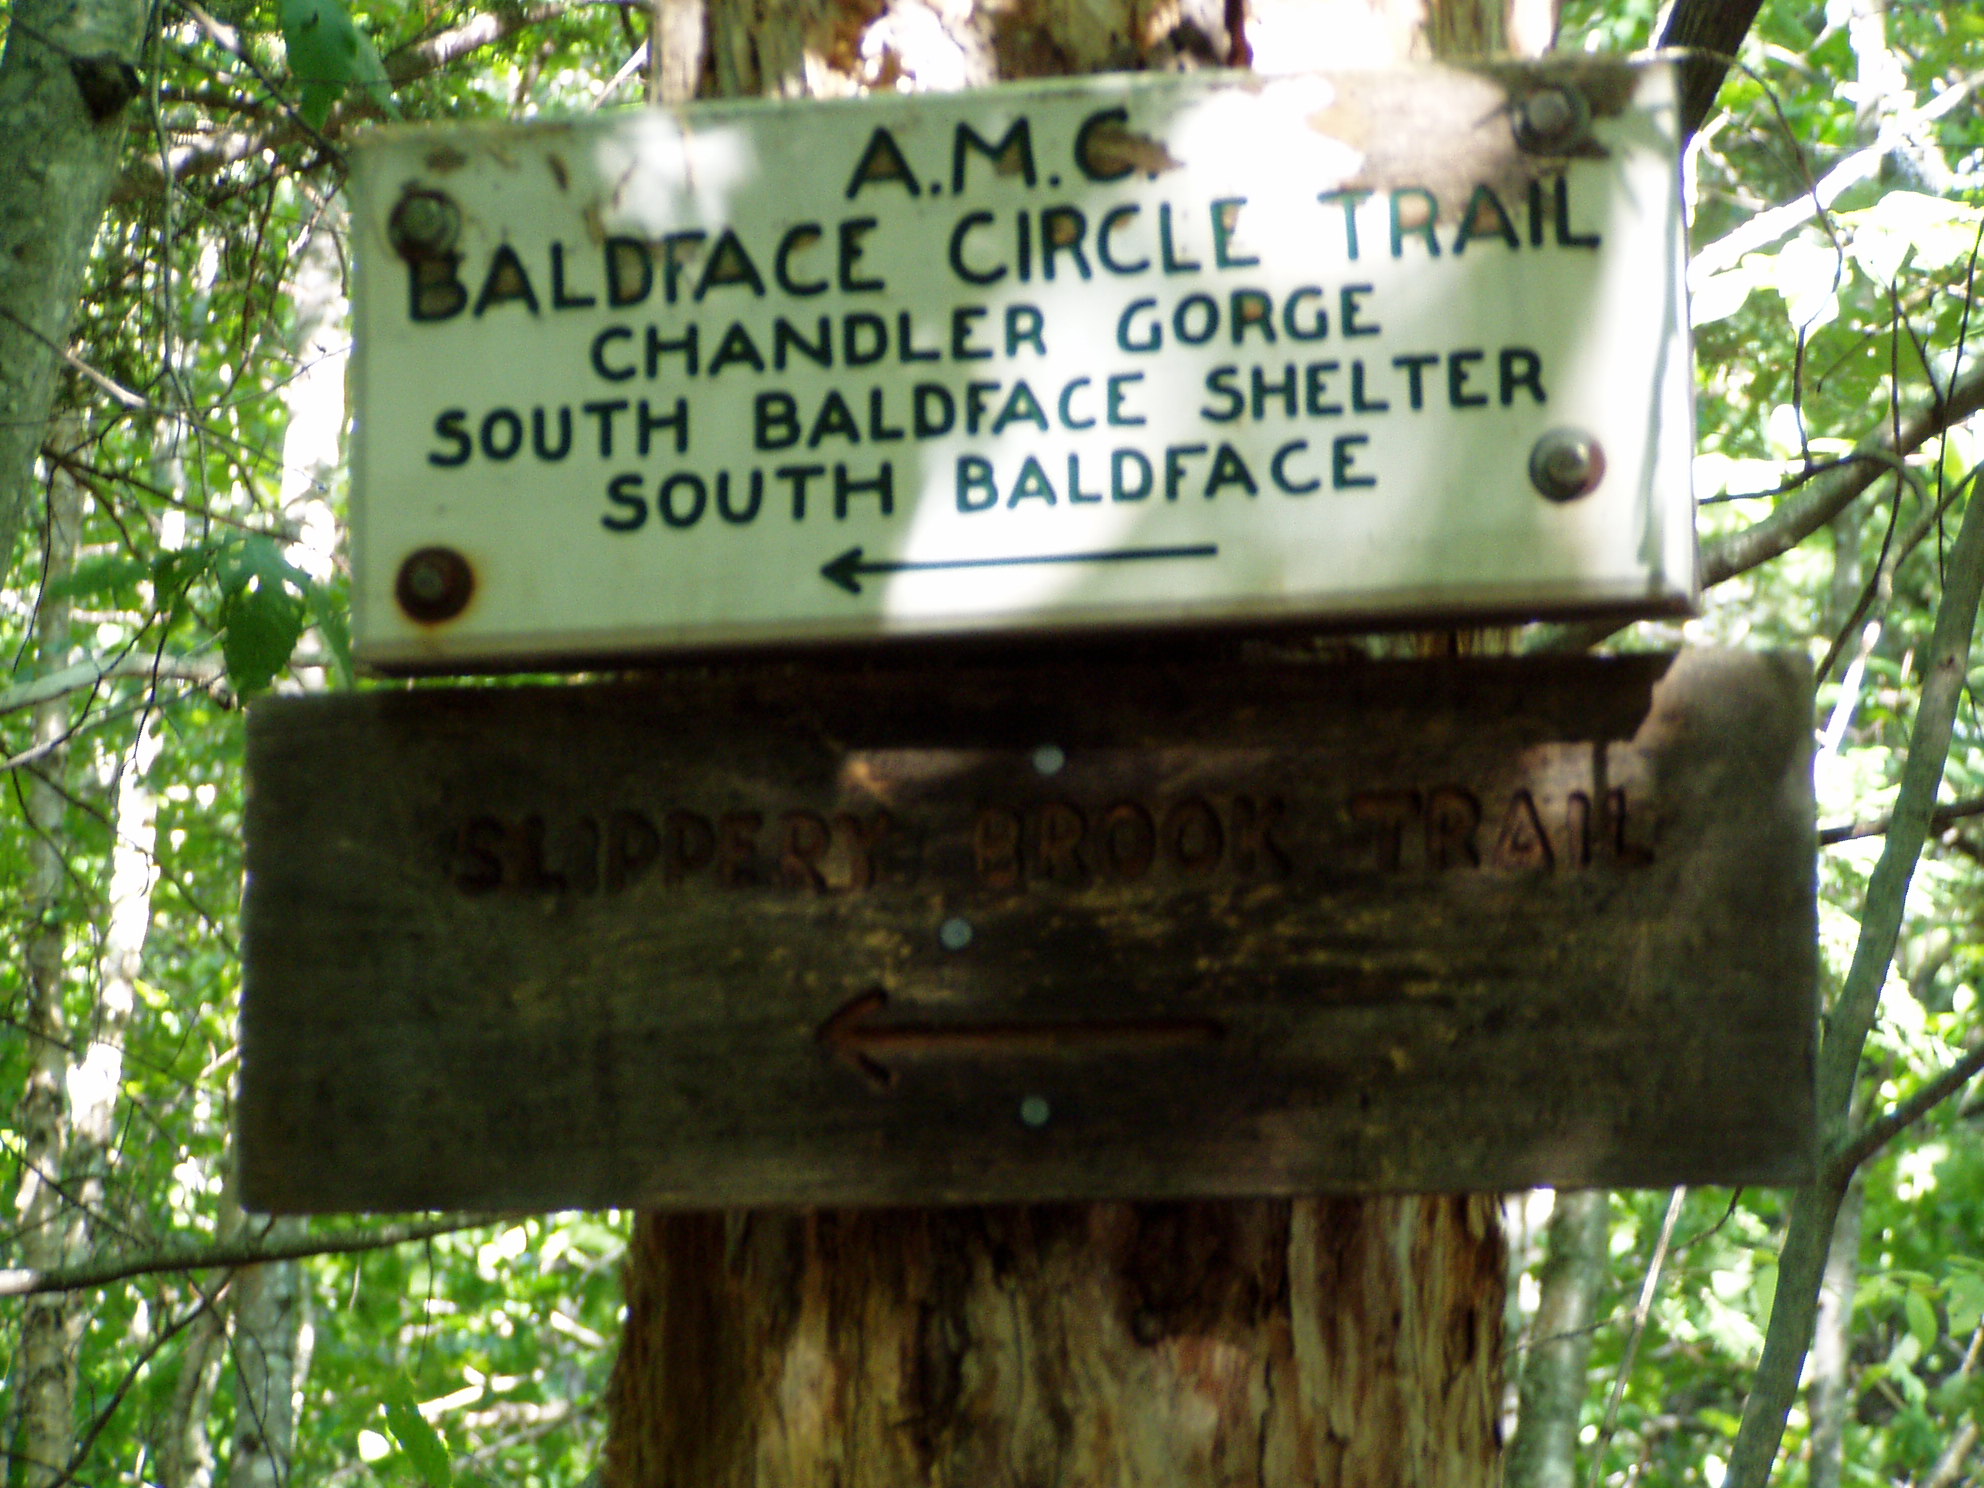 A.M.C.
BALDFACE CIRCLE TRAIL
CHANDLER GORGE
SOUTH BALDFACE SHELTER
SOUTH BALDFACE
SLIPPERY BROOK TRAIL